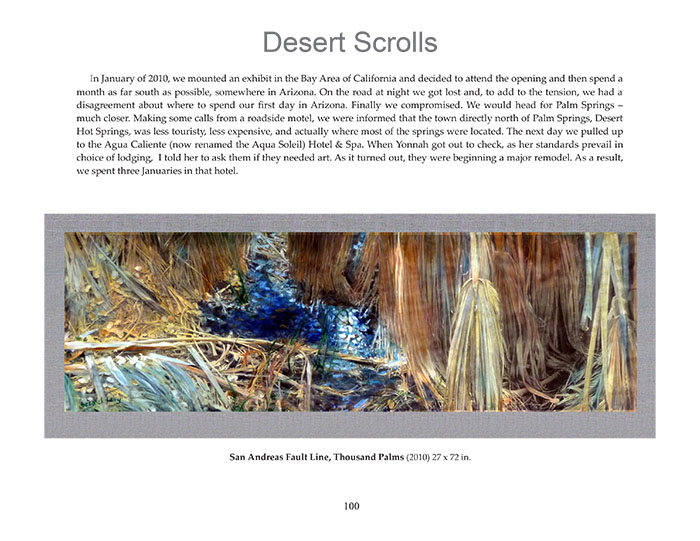 Desert Scrolls
In January of 2010, we mounted an exhibit in the Bay Area of California and decided to attend the opening and then spend a
month as far south as possible, somewhere in Arizona. On the road at night we got lost and, to add to the tension, we had a
disagreement about where to spend our first day in Arizona. Finally we compromised. We would head for Palm Springs –
much closer. Making some calls from a roadside motel, we were informed that the town directly north of Palm Springs, Desert
Hot Springs, was less touristy, less expensive, and actually where most of the springs were located. The next day we pulled up
to the Agua Caliente (now renamed the Aqua Soleil) Hotel & Spa. When Yonnah got out to check, as her standards prevail in
choice of lodging, I told her to ask them if they needed art. As it turned out, they were beginning a major remodel. As a result,
we spent three Januaries in that hotel.
San Andreas Fault Line, Thousand Palms (2010) 27 x 72 in.
100